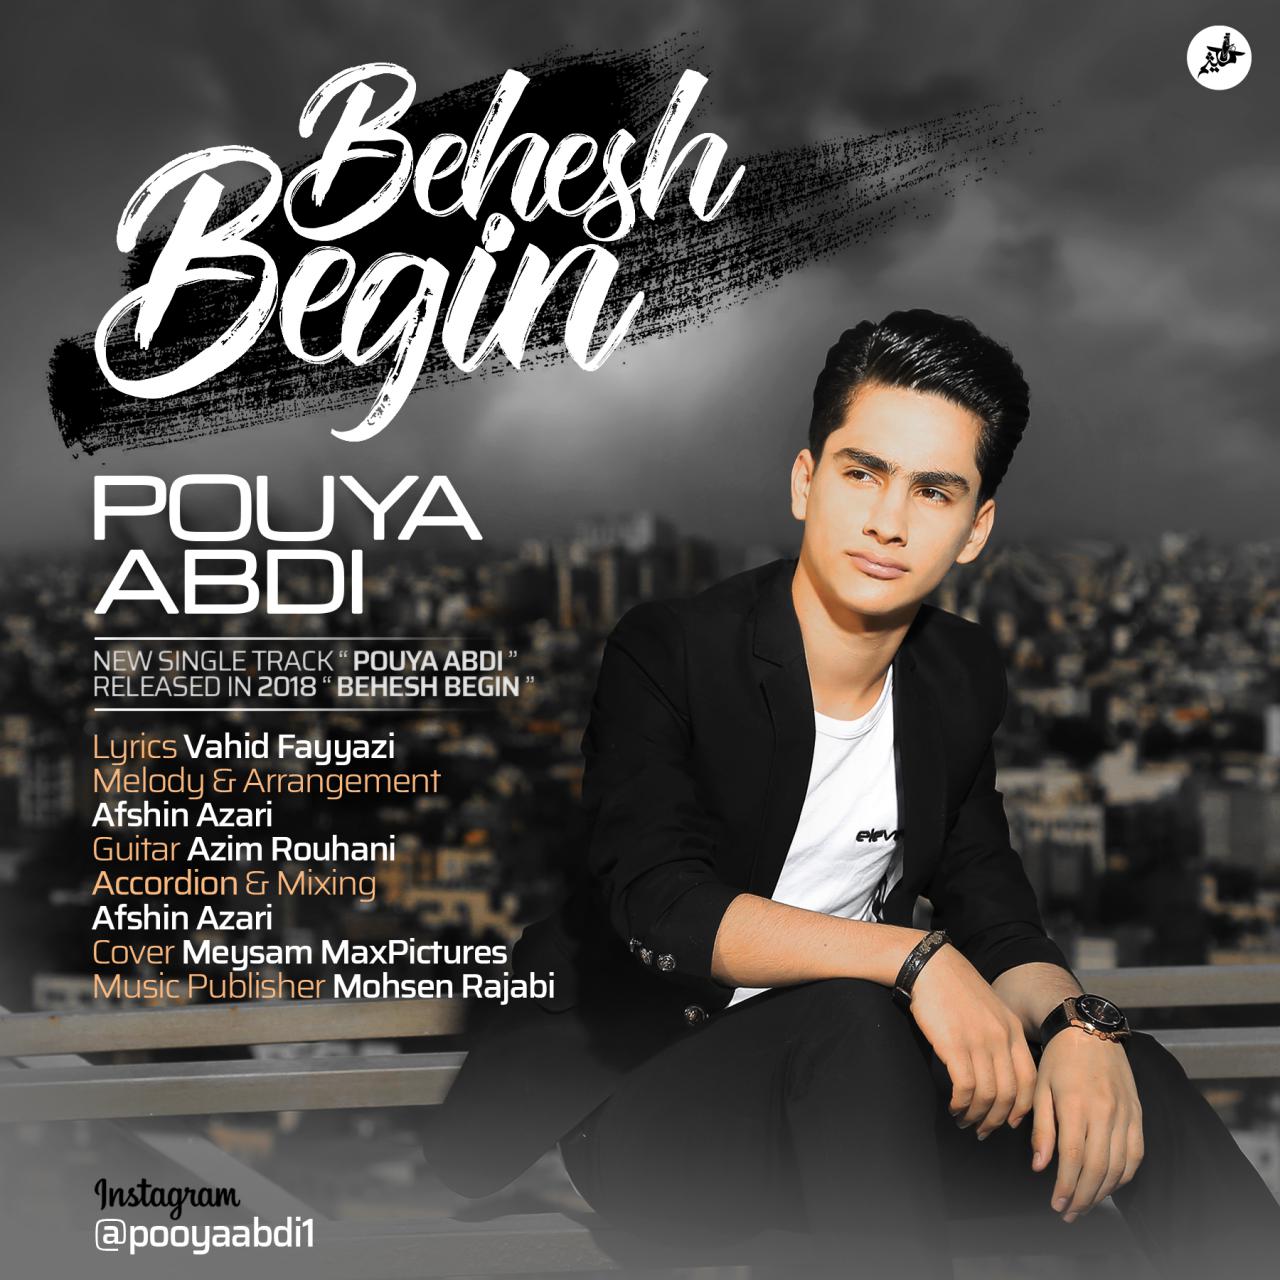 Behesh
Begin
POUYA
ABDI
NEW SINGLE TRACK “ POUYA ABDI ”
RELEASED IN 2018 “ BEHESH BEGIN ”
Lyrics Vahid Fayyazi
Melody & Arrangement
Afshin Azari
Guitar Azim Rouhani
Accordion & Mixing
Afshin Azari
Cover Meysam MaxPictures
Music Publisher Mohsen Rajabi
Instagram
@pooyaabdi1